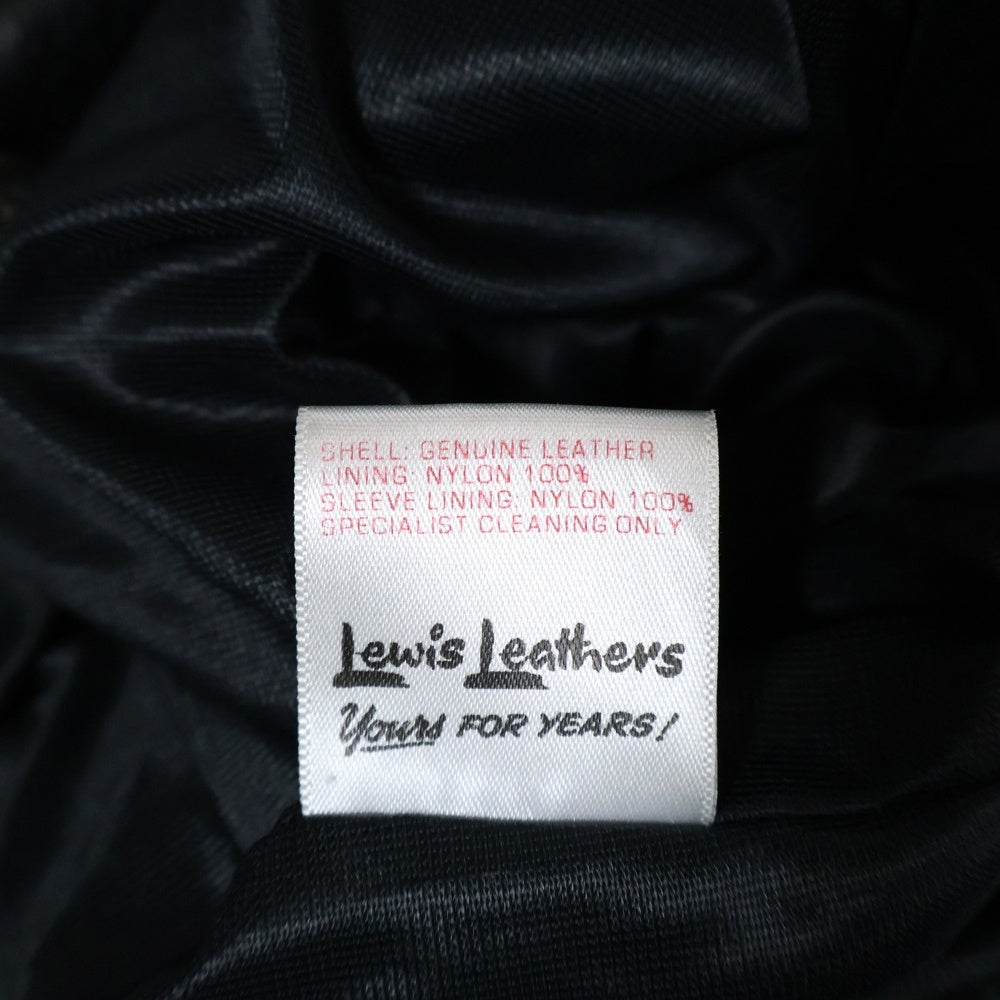 SHELL: GENUINE LEATHER
LINING: NYLON 100%
SLEEVE LINING: NYLON 100%
SPECIALIST CLEANING ONLY
Lewis Leathers
Yours FOR YEARS!